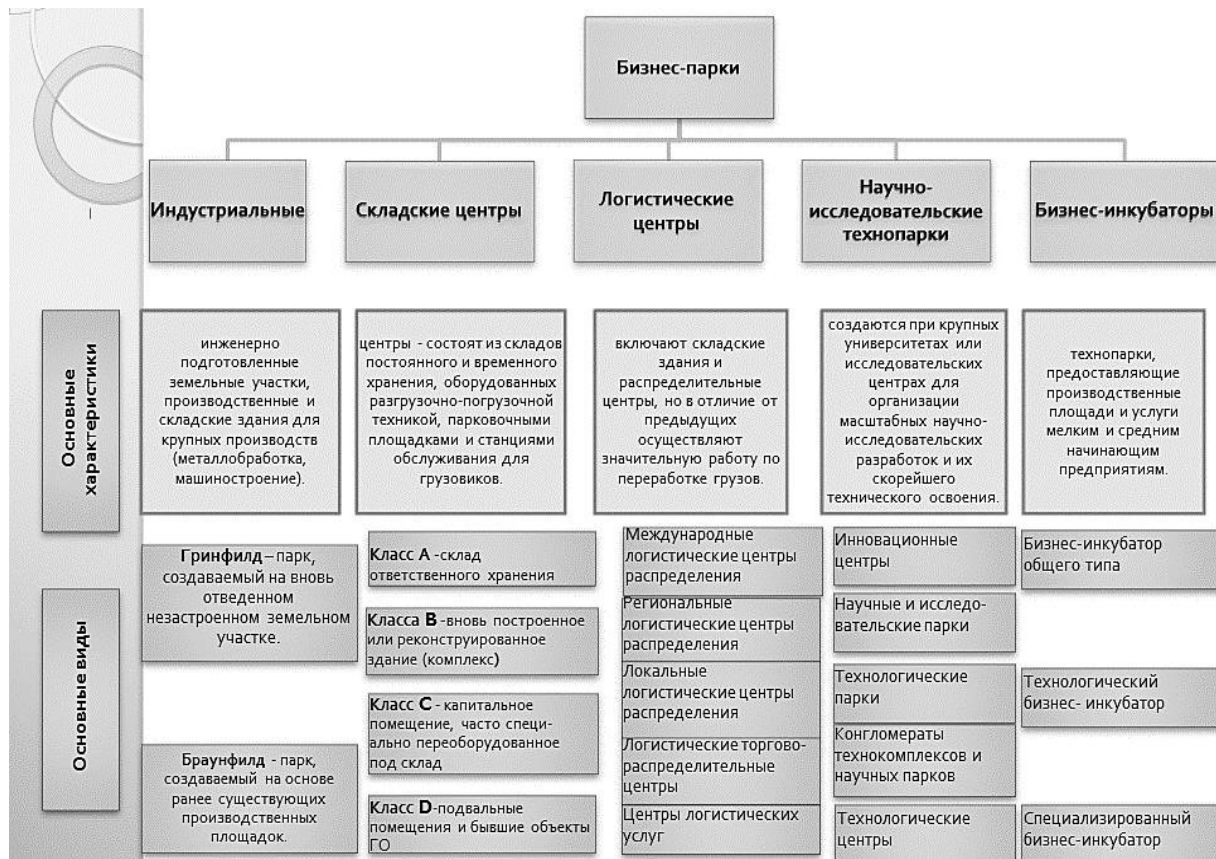 Бизнес-парки
Индустриальные
Складские центры
Логистические
центры
Научно-
исследовательские
технопарки
Бизнес-инкубаторы
Основные
характеристики
инженерно
подготовленные
земельные участки,
производственные и
складские здания для
крупных производств
(металлобработка,
машиностроение).
центры - состоят из складов
постоянного и временного
хранения, оборудованных
разгрузочно-погрузочной
техникой, парковочными
площадками и станциями
обслуживания для
грузовиков.
включают складские
здания и
распределительные
центры, но в отличие от
предыдущих
осуществляют
значительную работу по
переработке грузов.
создаются при крупных
университетах или
исследовательских
центрах для
организации
масштабных научно-
исследовательских
разработок и их
скорейшего
технического освоения.
технопарки,
предоставляющие
производственные
площади и услуги
мелким и средним
начинающим
предприятиям.
Основные виды
Гринфилд – парк,
создаваемый на вновь
отведенном
незастроенном земельном
участке.
Браунфилд - парк,
создаваемый на основе
ранее существующих
производственных
площадок.
Класс А -склад
ответственного хранения
Класса В -вновь построенное
или реконструированное
здание (комплекс)
Класс С - капитальное
помещение, часто специ-
ально переоборудованное
под склад
Класс D-подвальные
помещения и бывшие объекты
ГО
Международные
логистические центры
распределения
Региональные
логистические центры
распределения
Локальные
логистические центры
распределения
Логистические торгово-
распределительные
центры
Центры логистических
услуг
Инновационные
центры
Научные и исследо-
вательские парки
Технологические
парки
Конгломераты
технокомплексов и
научных парков
Технологические
центры
Бизнес-инкубатор
общего типа
Технологический
бизнес- инкубатор
Специализированный
бизнес-инкубатор